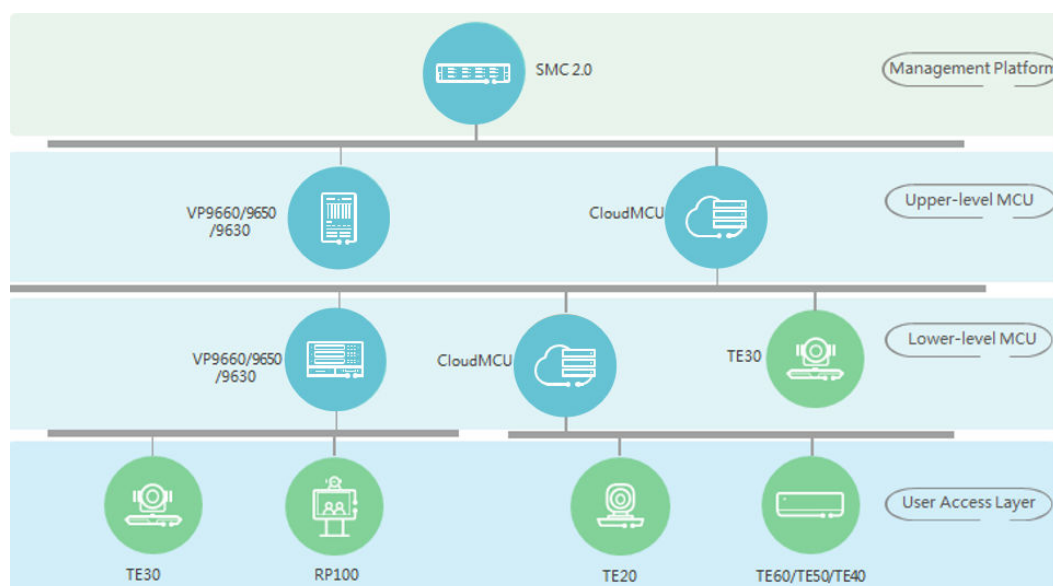 SMC 2.0
Management Platform
VP9660/9650
/9630
CloudMCU
Upper-level MCU
VP9660/9650
/9630
CloudMCU
TE30
Lower-level MCU
TE30
RP100
TE20
TE60/TE50/TE40
User Access Layer